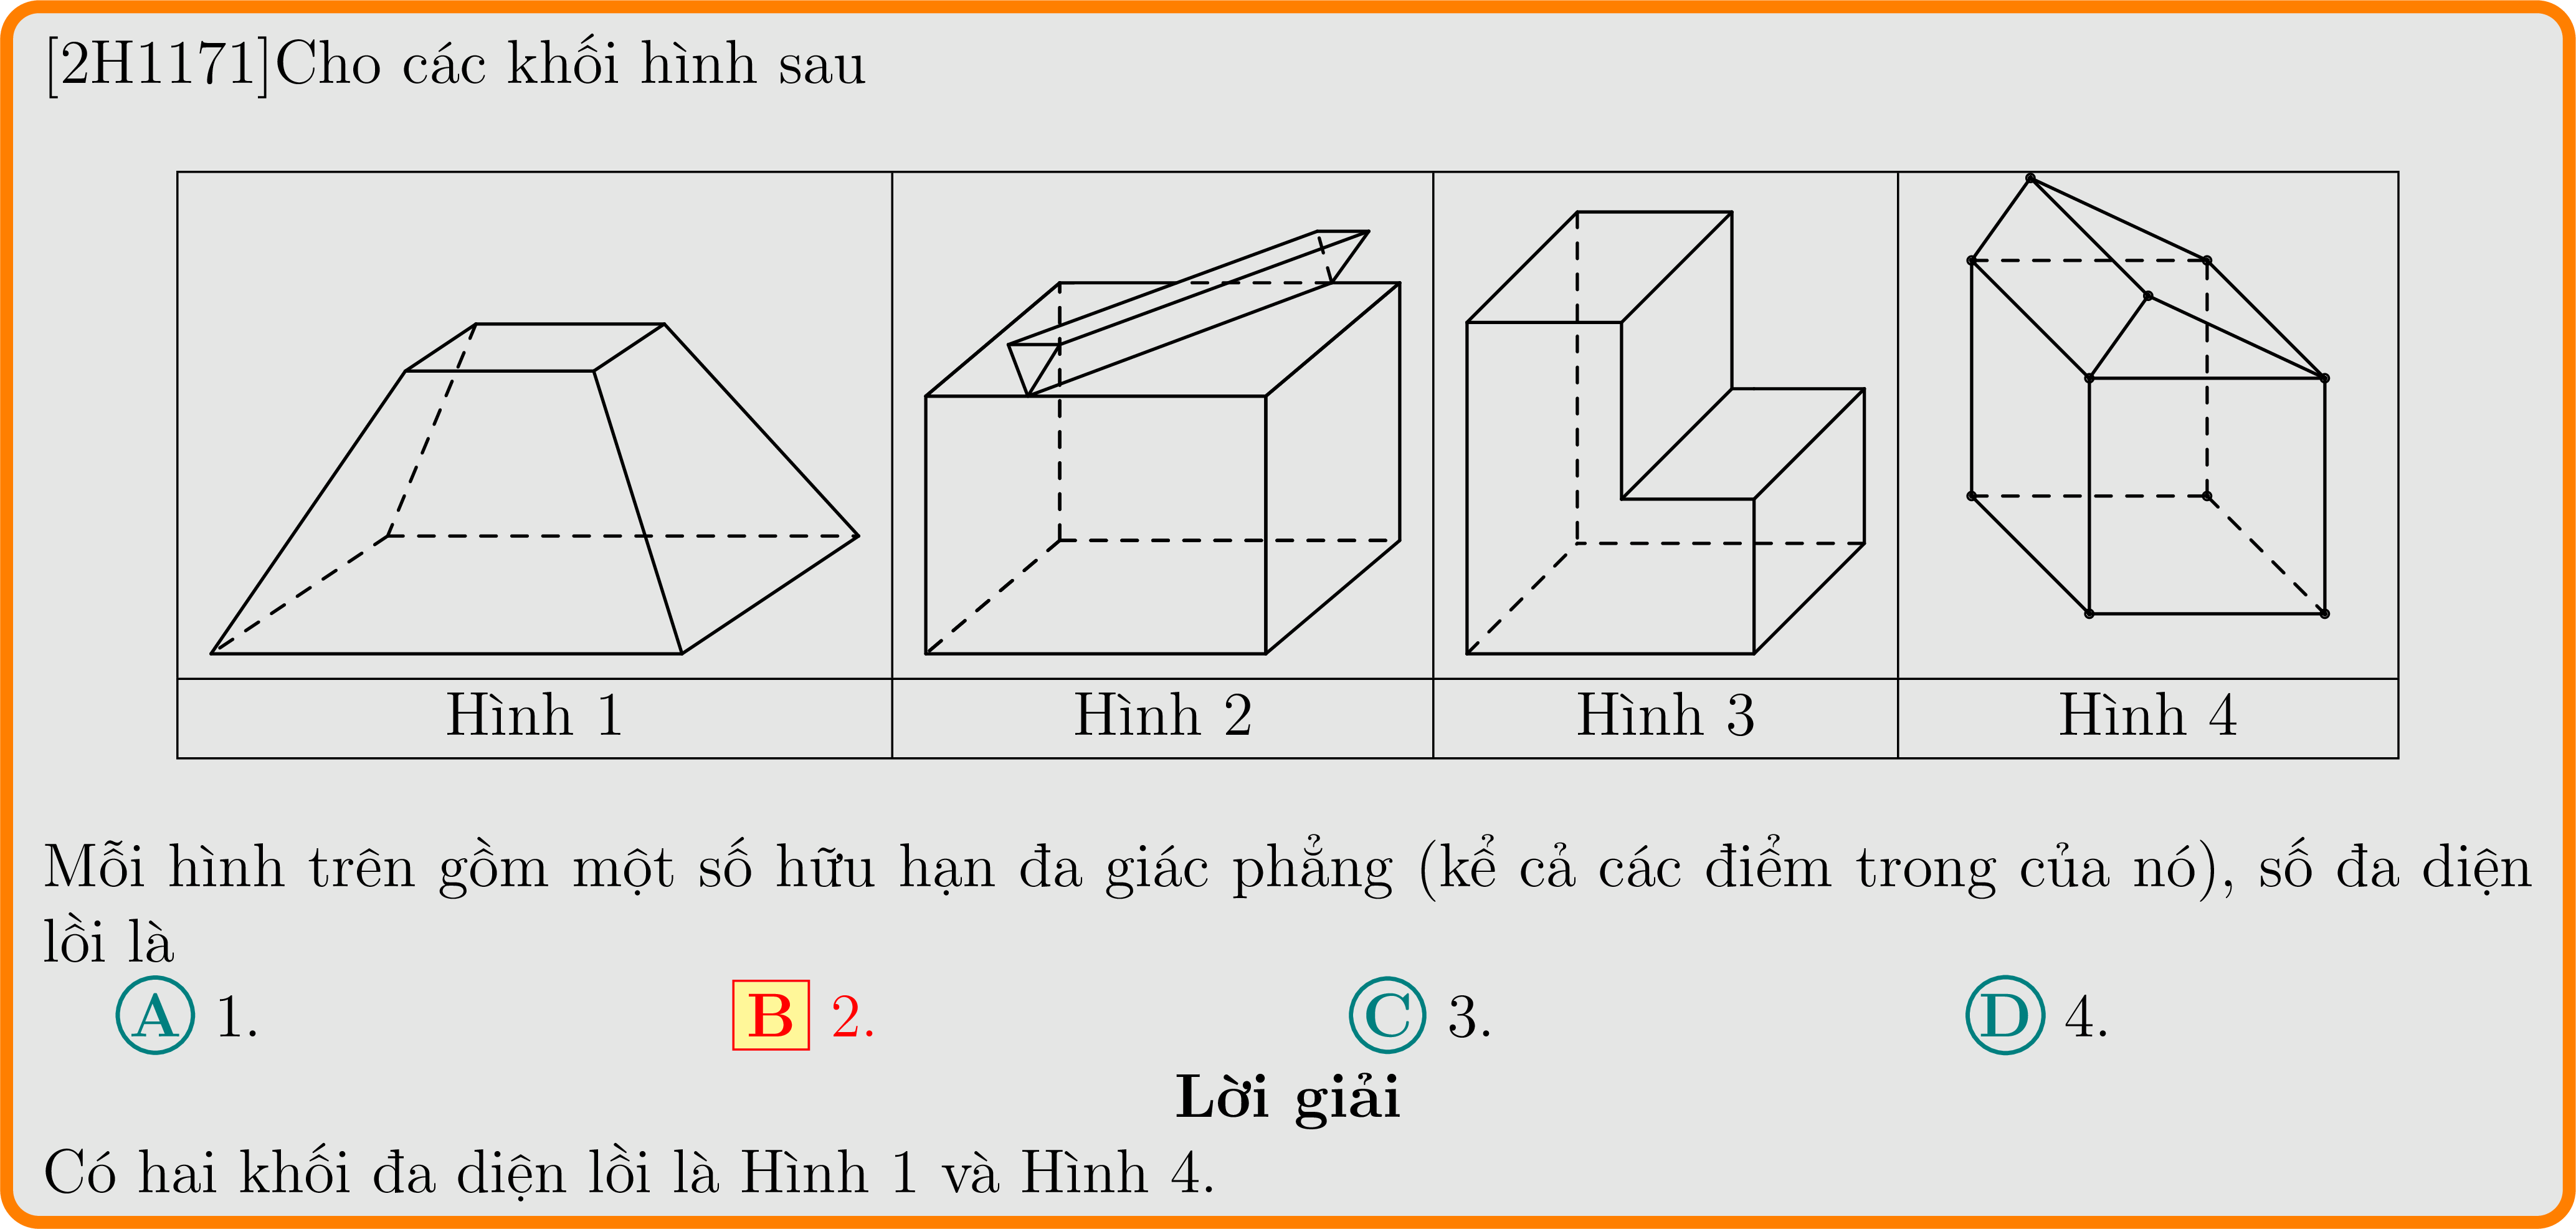 [2H1171]Cho các khối hình sau
Hình 1 Hình 2 Hình 3 Hình 4
Mỗi hình trên gồm một số hữu hạn đa giác phẳng (kể cả các điểm trong của nó), số đa diện
lồi là
A 1. B 2. C 3. D 4.
Lời giải
Có hai khối đa diện lồi là Hình 1 và Hình 4.